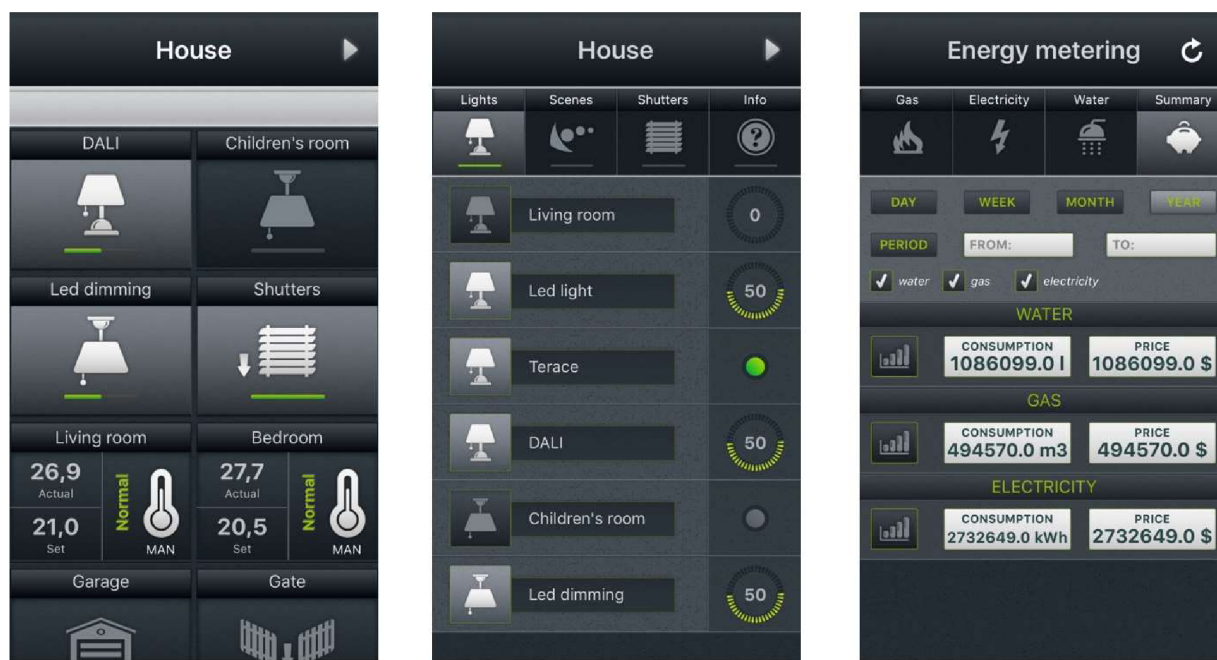 House
DALI
Children's room
Led dimming
Shutters
Living room
Bedroom
26,9
Actual
21,0
Set
Normal
MAN
27,7
Actual
20,5
Set
Normal
MAN
Garage
Gate
House
Lights
Scenes
Shutters
Info
?
Living room
0
Led light
50
Terace
DALI
50
Children's room
Led dimming
50
Energy metering
Gas
Electricity
Water
Summary
DAY
WEEK
MONTH
YEAR
PERIOD
FROM:
TO:
water
gas
electricity
WATER
CONSUMPTION
1086099.0 l
PRICE
1086099.0 $
GAS
CONSUMPTION
494570.0 m3
PRICE
494570.0 $
ELECTRICITY
CONSUMPTION
2732649.0 kWh
PRICE
2732649.0 $